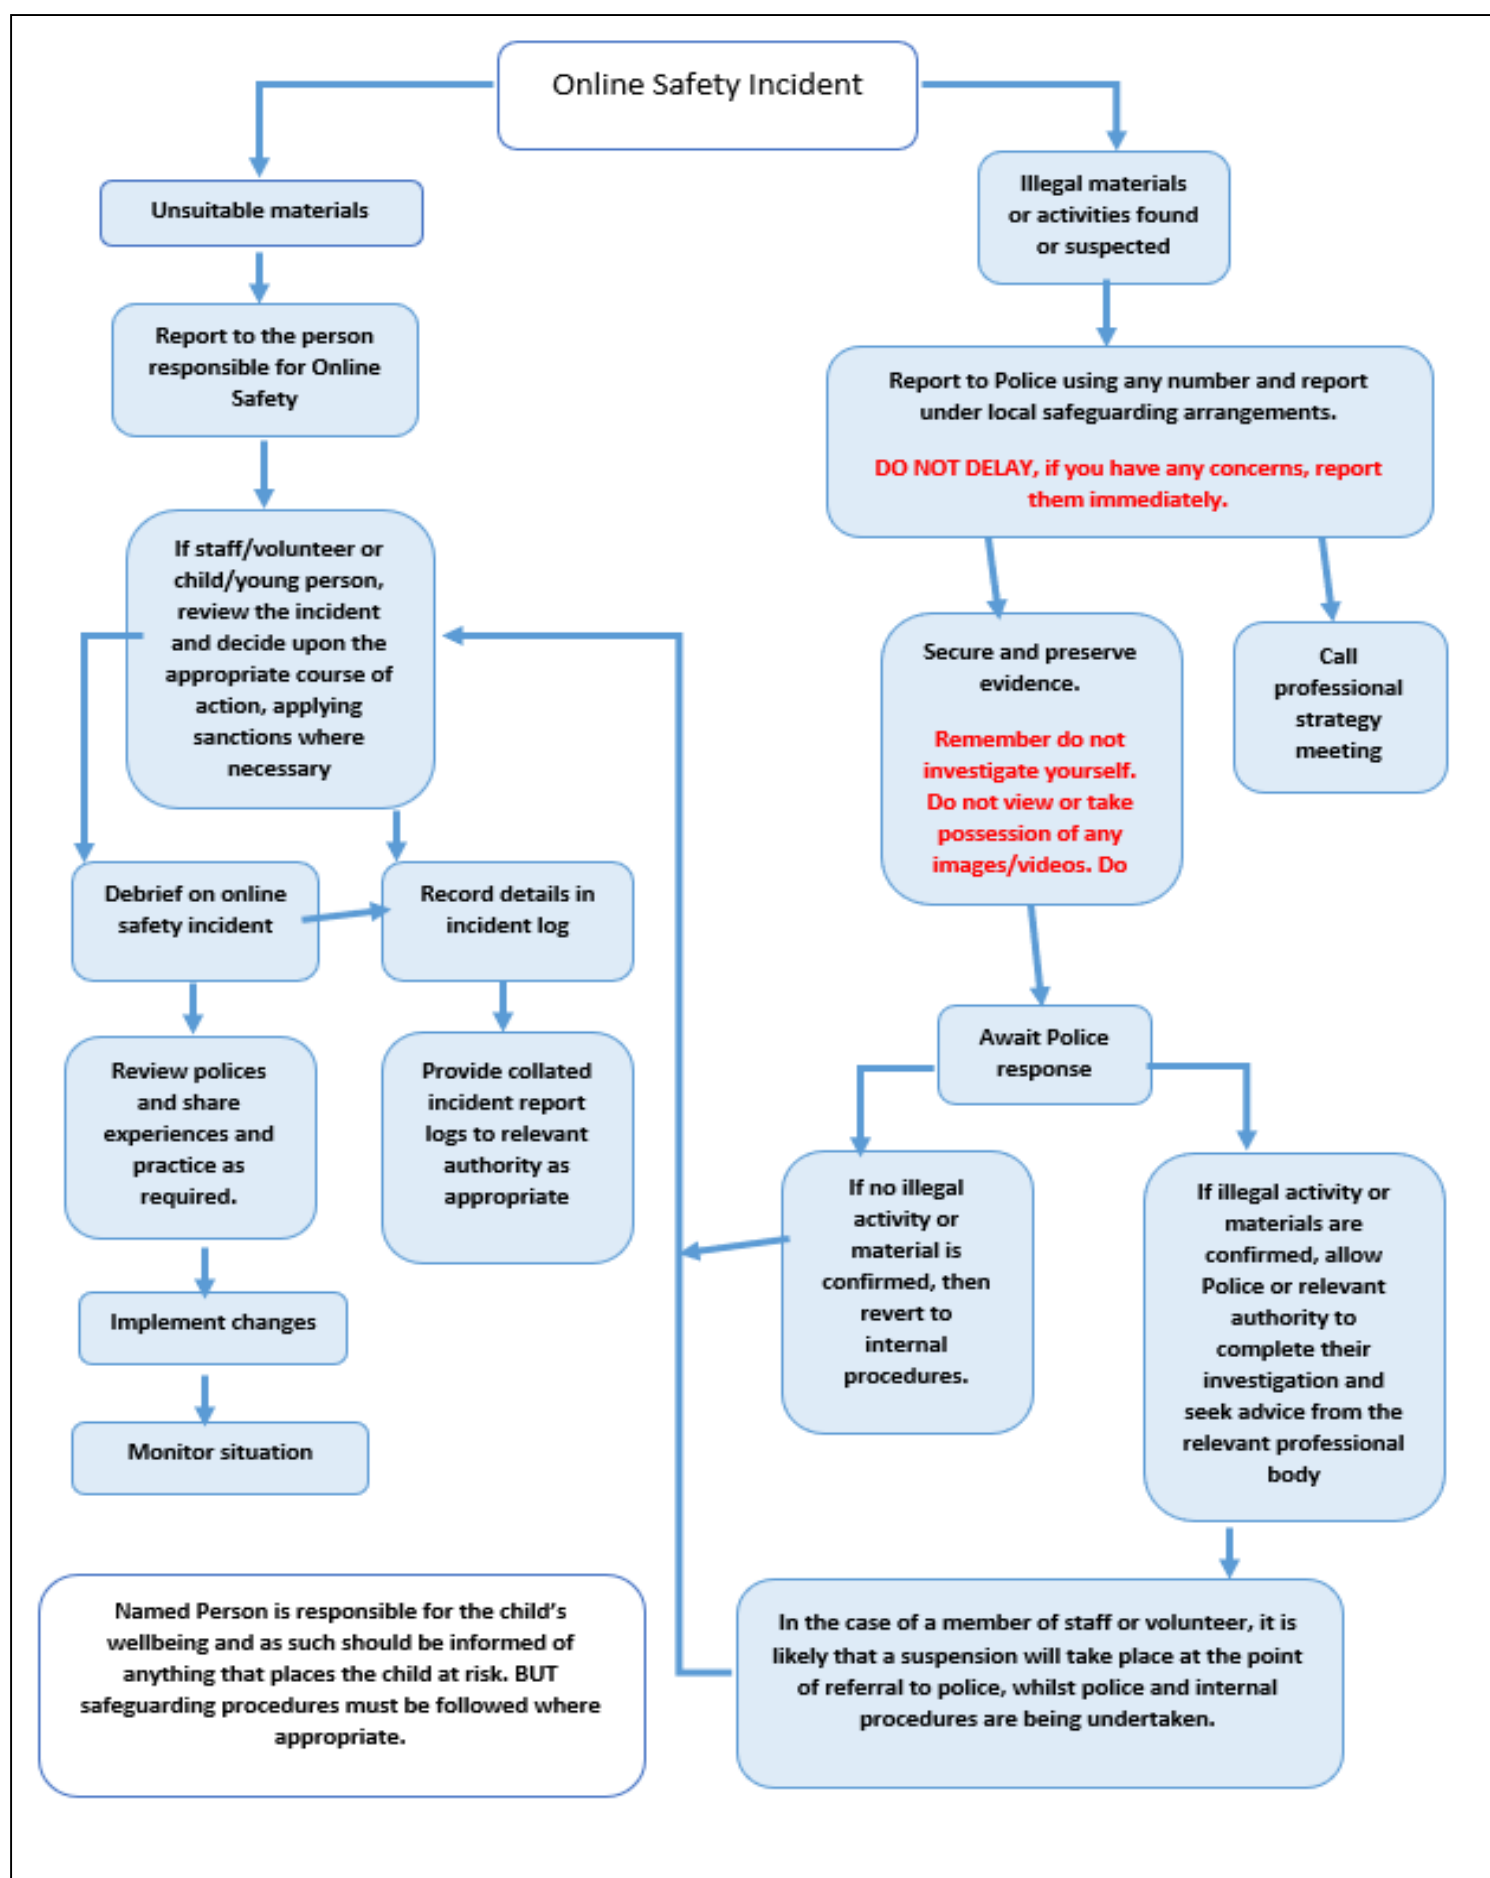 Online Safety Incident
Unsuitable materials
Report to the person
responsible for Online
Safety
If staff/volunteer or
child/young person,
review the incident
and decide upon the
appropriate course of
action, applying
sanctions where
necessary
Debrief on online
safety incident
Record details in
incident log
Review polices
and share
experiences and
practice as
required.
Provide collated
incident report
logs to relevant
authority as
appropriate
Implement changes
Monitor situation
Named Person is responsible for the child’s
wellbeing and as such should be informed of
anything that places the child at risk. BUT
safeguarding procedures must be followed where
appropriate.
Illegal materials
or activities found
or suspected
Report to Police using any number and report
under local safeguarding arrangements.
DO NOT DELAY, if you have any concerns, report
them immediately.
Secure and preserve
evidence.
Remember do not
investigate yourself.
Do not view or take
possession of any
images/videos. Do
Call
professional
strategy
meeting
Await Police
response
If no illegal
activity or
material is
confirmed, then
revert to
internal
procedures.
If illegal activity or
materials are
confirmed, allow
Police or relevant
authority to
complete their
investigation and
seek advice from the
relevant professional
body
In the case of a member of staff or volunteer, it is
likely that a suspension will take place at the point
of referral to police, whilst police and internal
procedures are being undertaken.